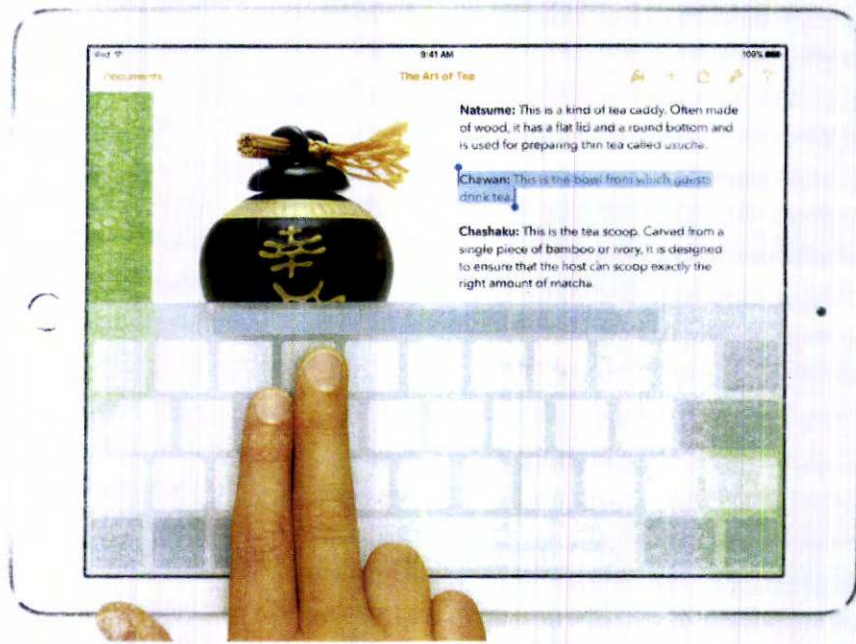 iPad
9:41 AM
100%
Documents
The Art of Tea
?
Natsume: This is a kind of tea caddy. Often made
of wood, it has a flat lid and a round bottom and
is used for preparing thin tea called usucha.
Chawan: This is the bowl from which guests
drink tea.
Chashaku: This is the tea scoop. Carved from a
single piece of bamboo or ivory, it is designed
to ensure that the host can scoop exactly the
right amount of matcha.